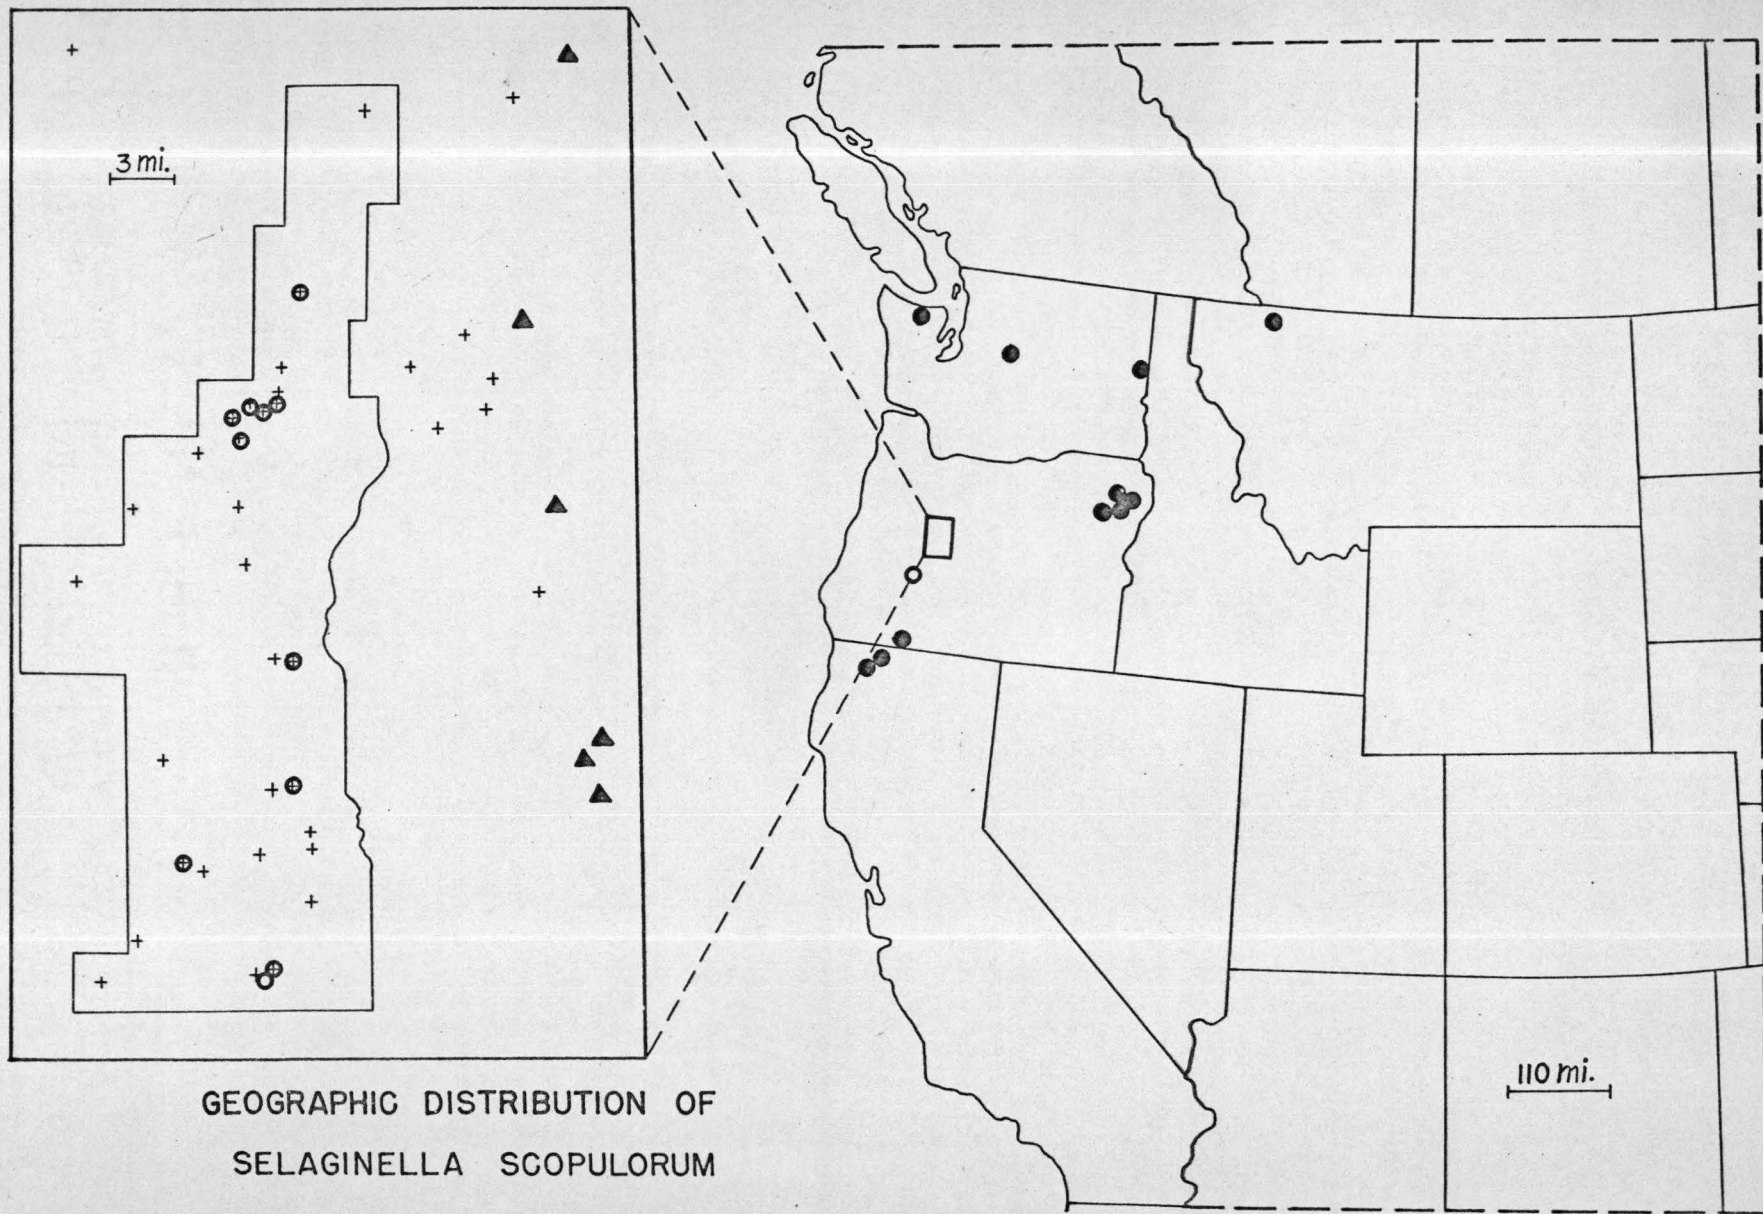 3 mi.
110 mi.
GEOGRAPHIC DISTRIBUTION OF
SELAGINELLA SCOPULORUM